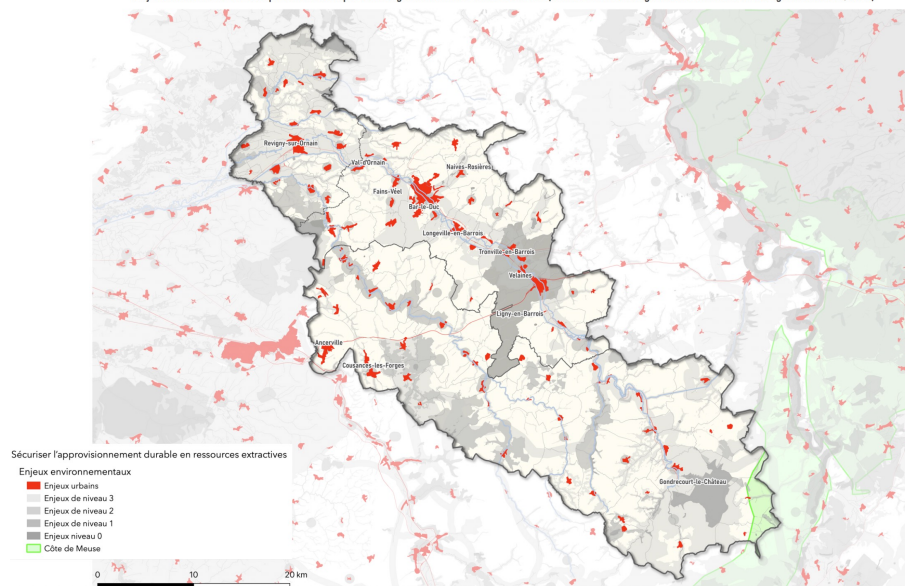 Revigny-sur-Ornain
Val-d'Ornain
Naives-Rosières
Fains-Véel
Bar-le-Duc
Longeville-en-Barrois
Tronville-en-Barrois
Velaines
Ligny-en-Barrois
Ancerville
Cousances-les-Forges
Gondrecourt-le-Château
Sécuriser l'approvisionnement durable en ressources extractives
Enjeux environnementaux
Enjeux urbains
Enjeux de niveau 3
Enjeux de niveau 2
Enjeux de niveau 1
Enjeux niveau 0
Côte de Meuse
0 10 20 km